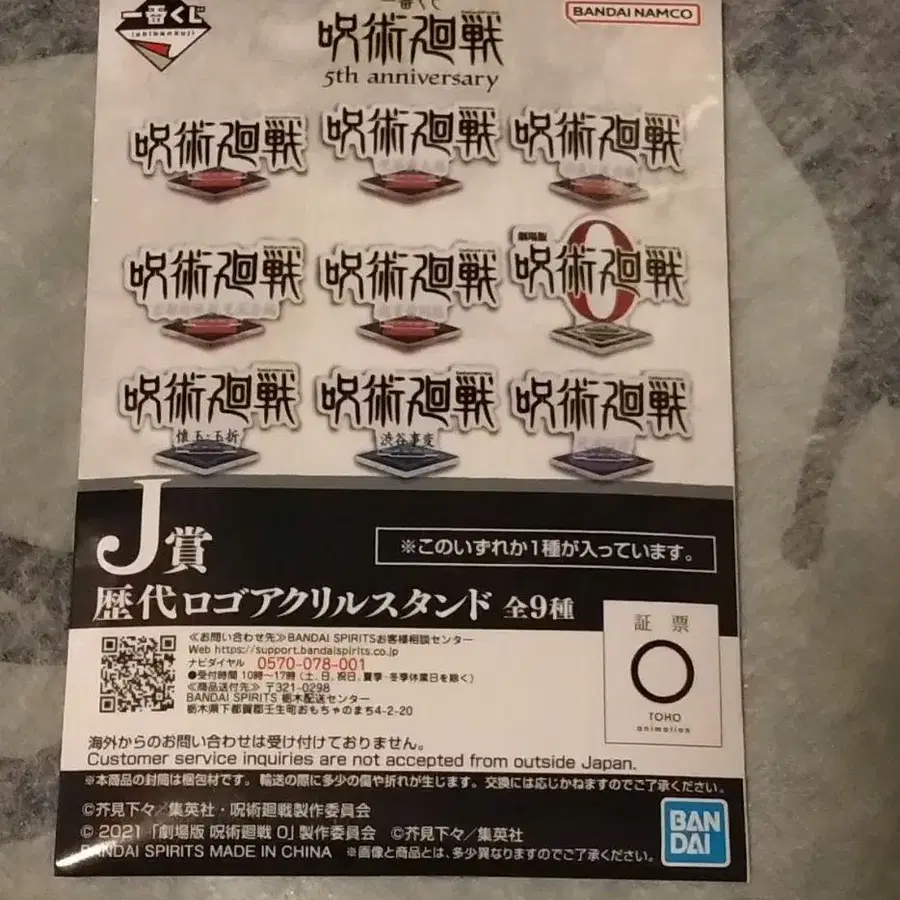 一番くじ
一番くじ
BANDAI NAMCO
呪術廻戦
5th anniversary
呪術廻戦
呪術廻戦
呪術廻戦
呪術廻戦
呪術廻戦
劇場版
呪術廻戦 0
呪術廻戦
懐玉・玉折
呪術廻戦
渋谷事変
呪術廻戦
J賞
※このいずれか1種が入っています。
歴代ロゴアクリルスタンド 全9種
≪お問い合わせ先≫BANDAI SPIRITSお客様相談センター
Web https://support.bandaispirits.co.jp
ナビダイヤル 0570-078-001
●受付時間 10時～17時(土、日、祝日、夏季・冬季休業日を除く)
≪商品送付先≫ 〒321-0298
BANDAI SPIRITS 栃木配送センター
栃木県下都賀郡壬生町おもちゃのまち4-2-20
証票
TOHO
animation
海外からのお問い合わせは受け付けておりません。
Customer service inquiries are not accepted from outside Japan.
※本商品の封筒は梱包材です。輸送の際に多少の傷や折れが生じます。交換には応じかねますのでご了承ください。
©芥見下々/集英社・呪術廻戦製作委員会
© 2021「劇場版 呪術廻戦 0」製作委員会 ©芥見下々/集英社
BANDAI SPIRITS MADE IN CHINA ※画像と商品とは、多少異なりますのでご了承ください。
BANDAI